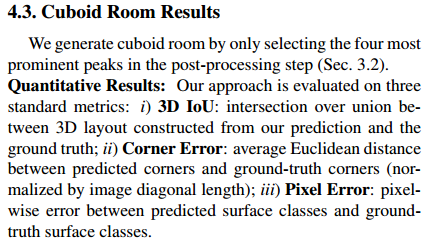 4.3. Cuboid Room Results
We generate cuboid room by only selecting the four most
prominent peaks in the post-processing step (Sec. 3.2).
Quantitative Results: Our approach is evaluated on three
standard metrics: i) 3D IoU: intersection over union be-
tween 3D layout constructed from our prediction and the
ground truth; ii) Corner Error: average Euclidean distance
between predicted corners and ground-truth corners (nor-
malized by image diagonal length); iii) Pixel Error: pixel-
wise error between predicted surface classes and ground-
truth surface classes.